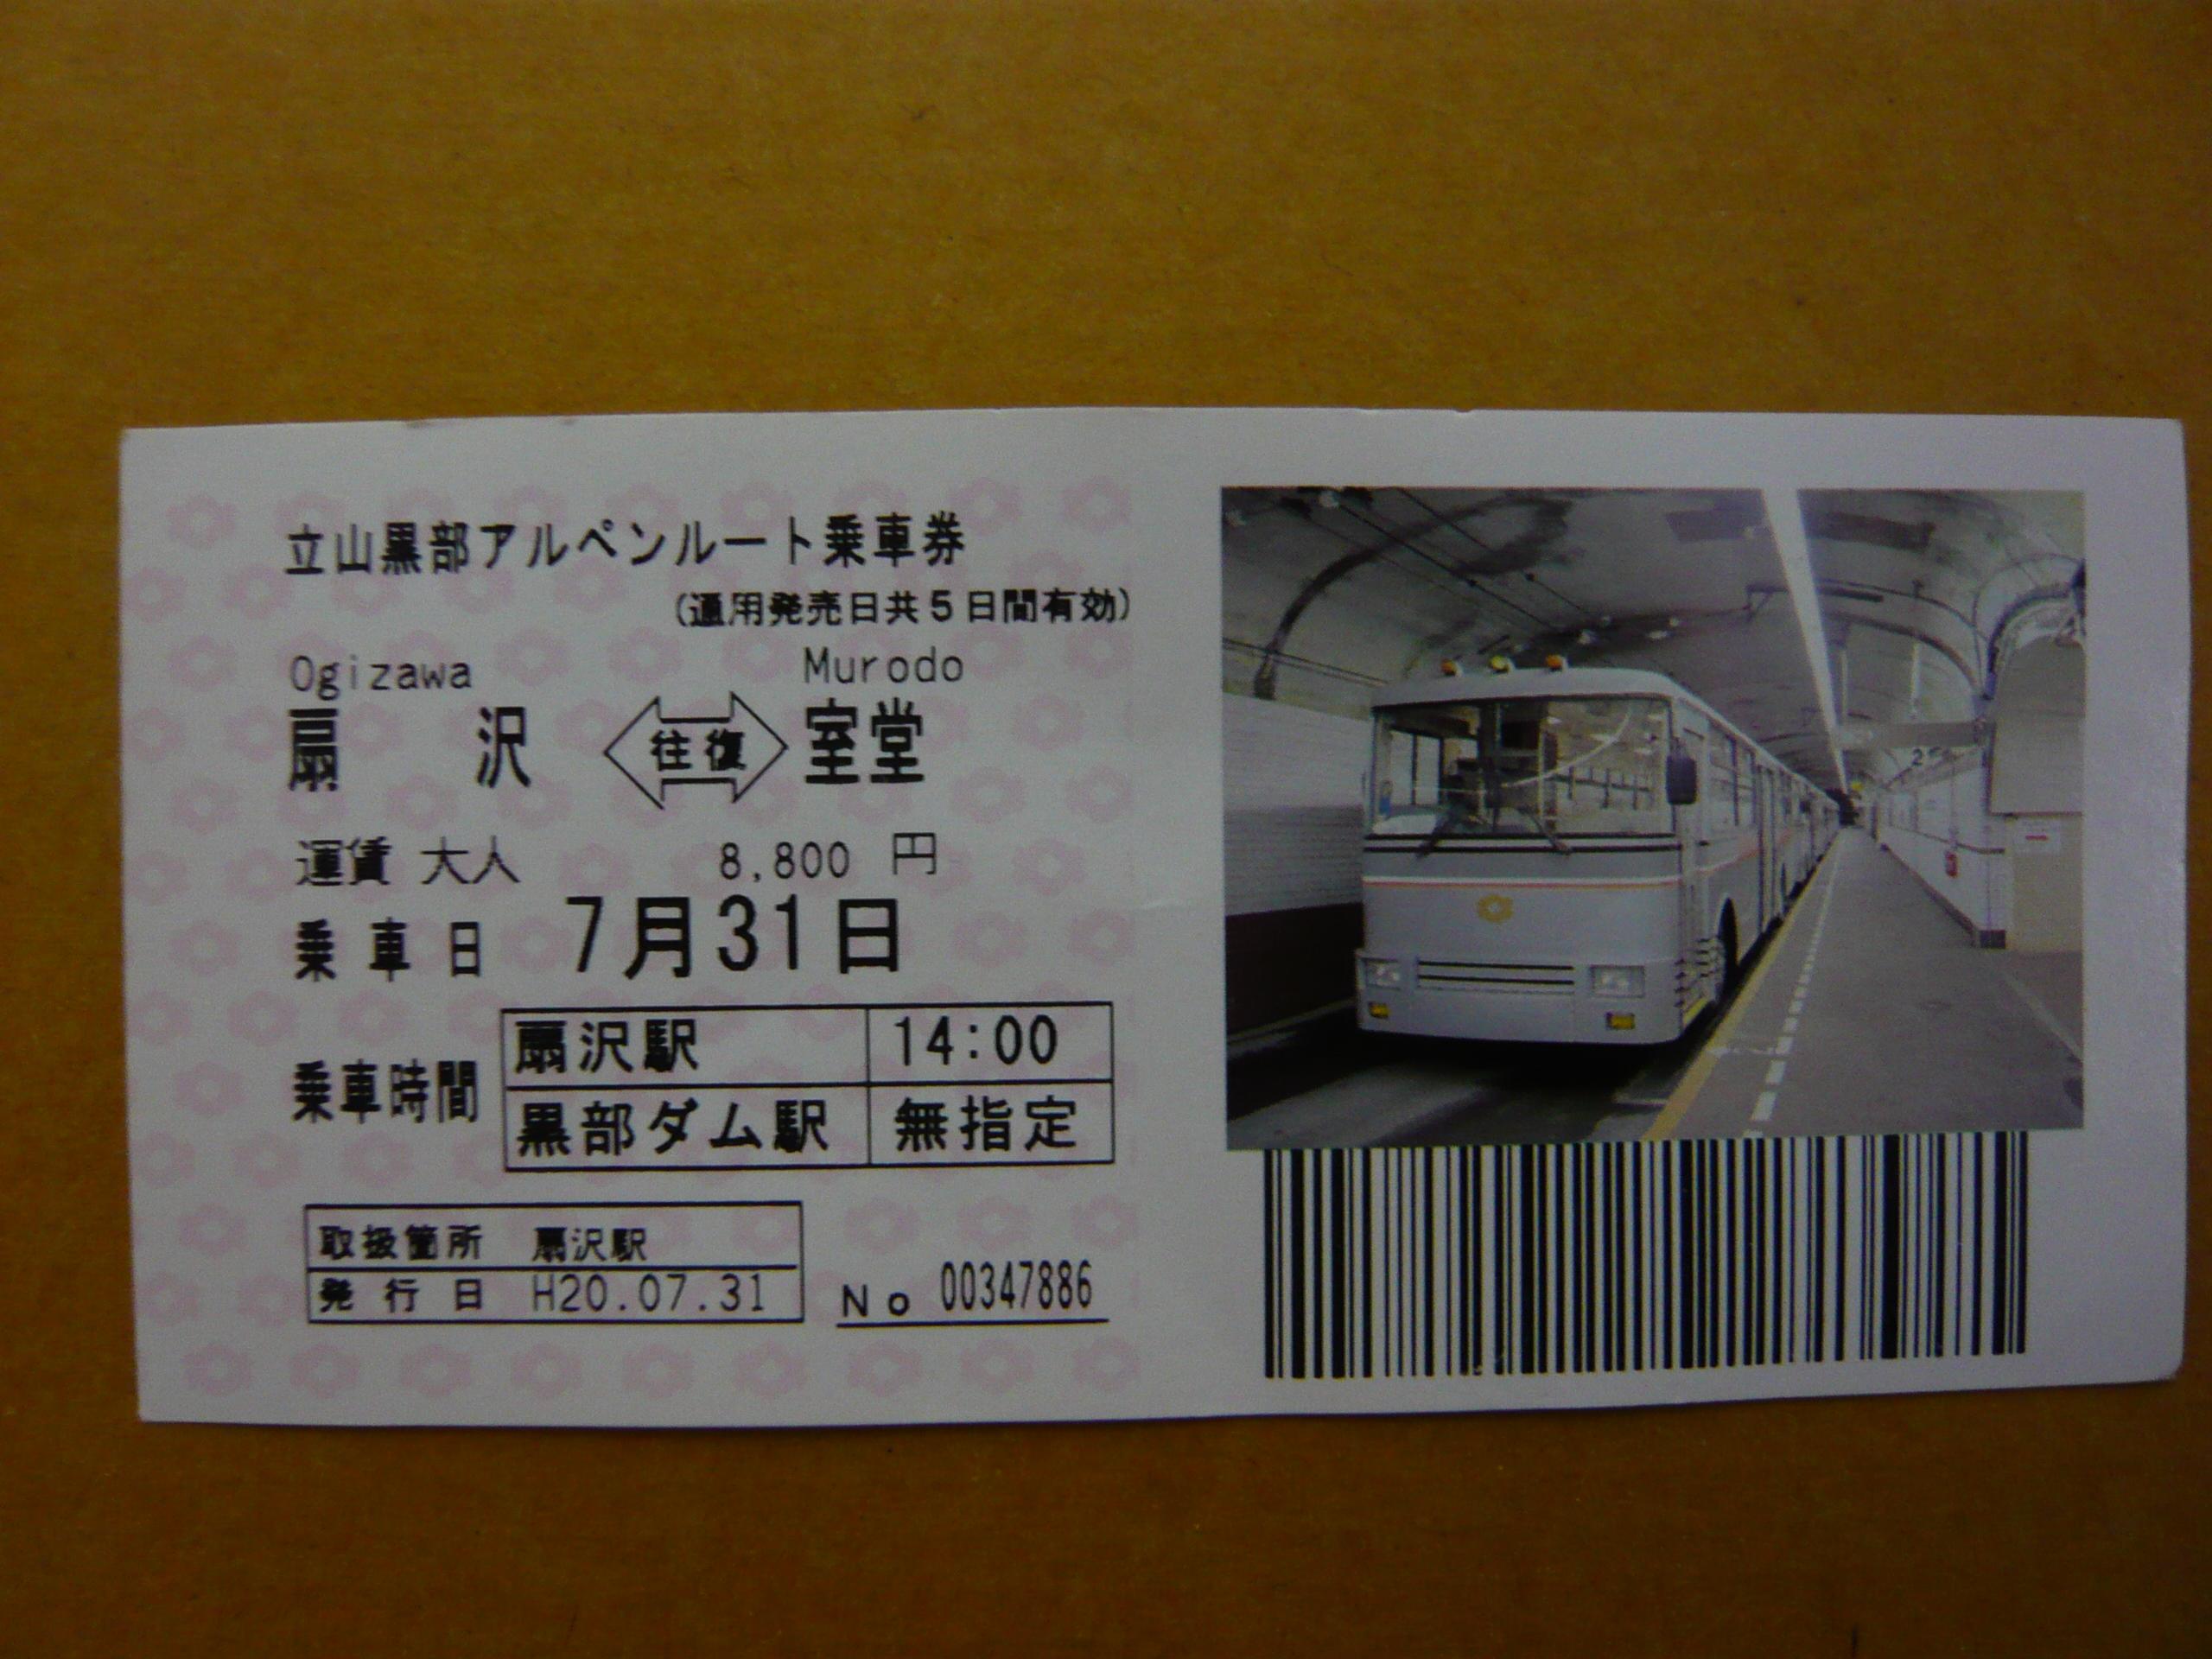 立山黒部アルペンルート乗車券
(通用発売日共5日間有効)
Ogizawa Murodo
扇沢 往復 室堂
運賃 大人 8,800 円
乗車日 7月31日
乗車時間
扇沢駅 14:00
黒部ダム駅 無指定
取扱箇所 扇沢駅
発行日 H20.07.31
No 00347886